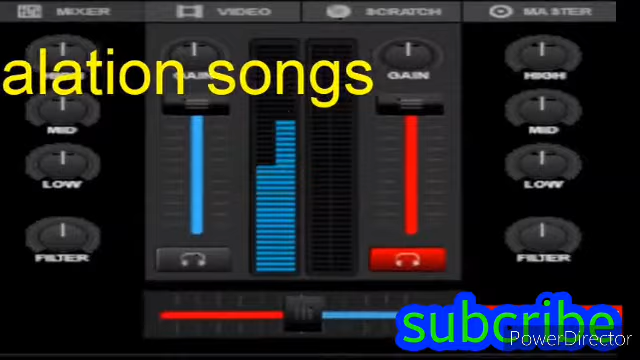 MIXER VIDEO SCRATCH MASTER
alation songs
GAIN GAIN HIGH
MID MID
LOW LOW
FILTER FILTER
subcribe
PowerDirector